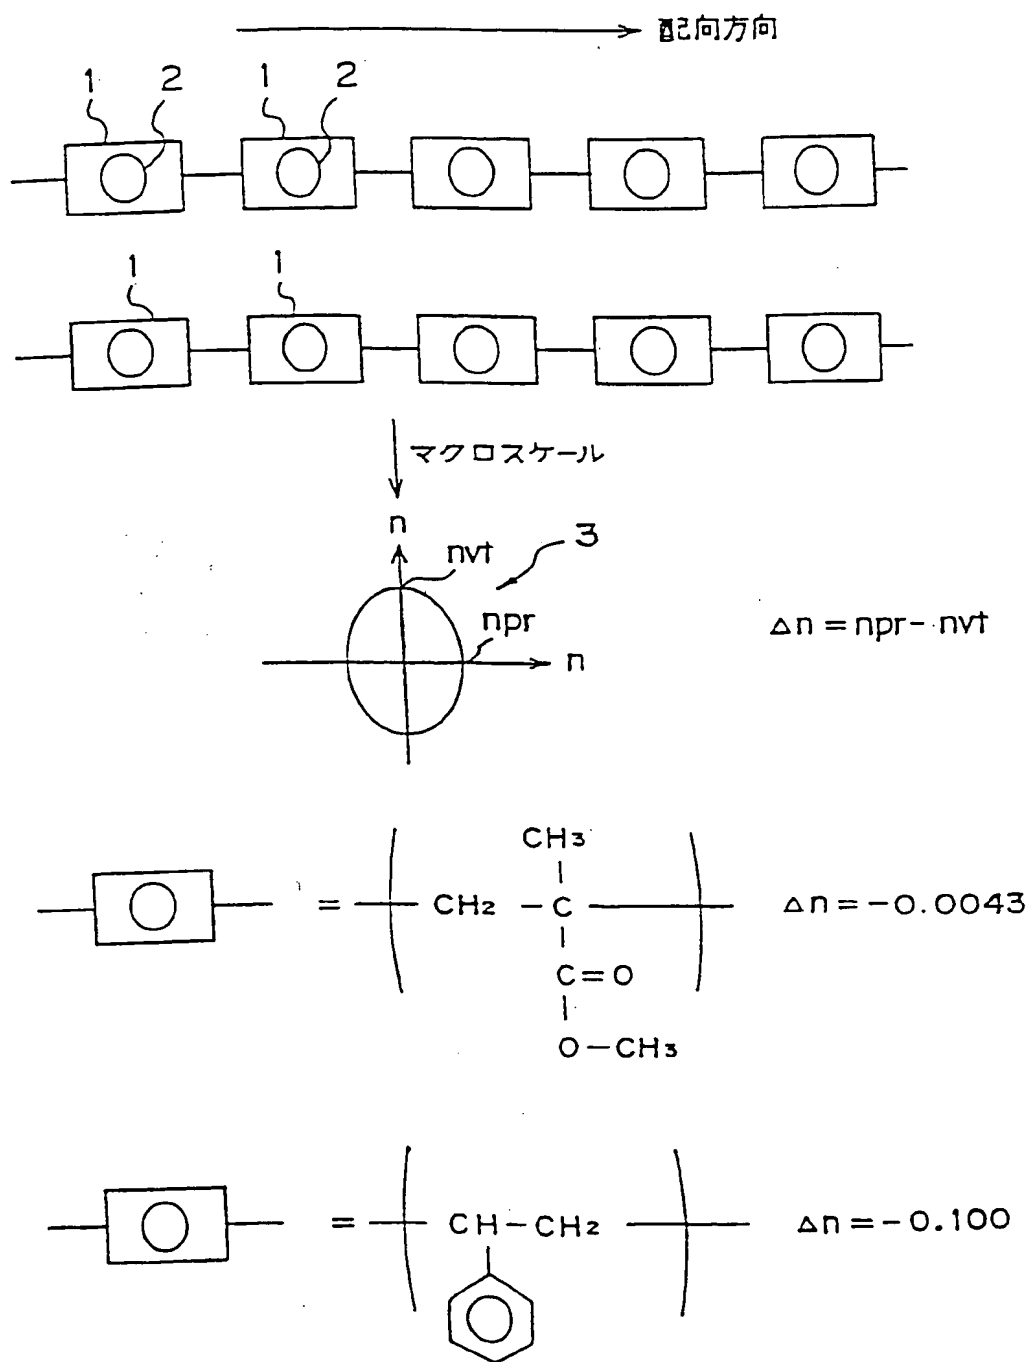 配向方向
1 2 1 2
1 1
マクロスケール
n
nvt
3
npr
n
Δn=npr-nvt
CH3
= CH2 -C Δn=-0.0043
C=O
O-CH3
= CH-CH2 Δn=-0.100